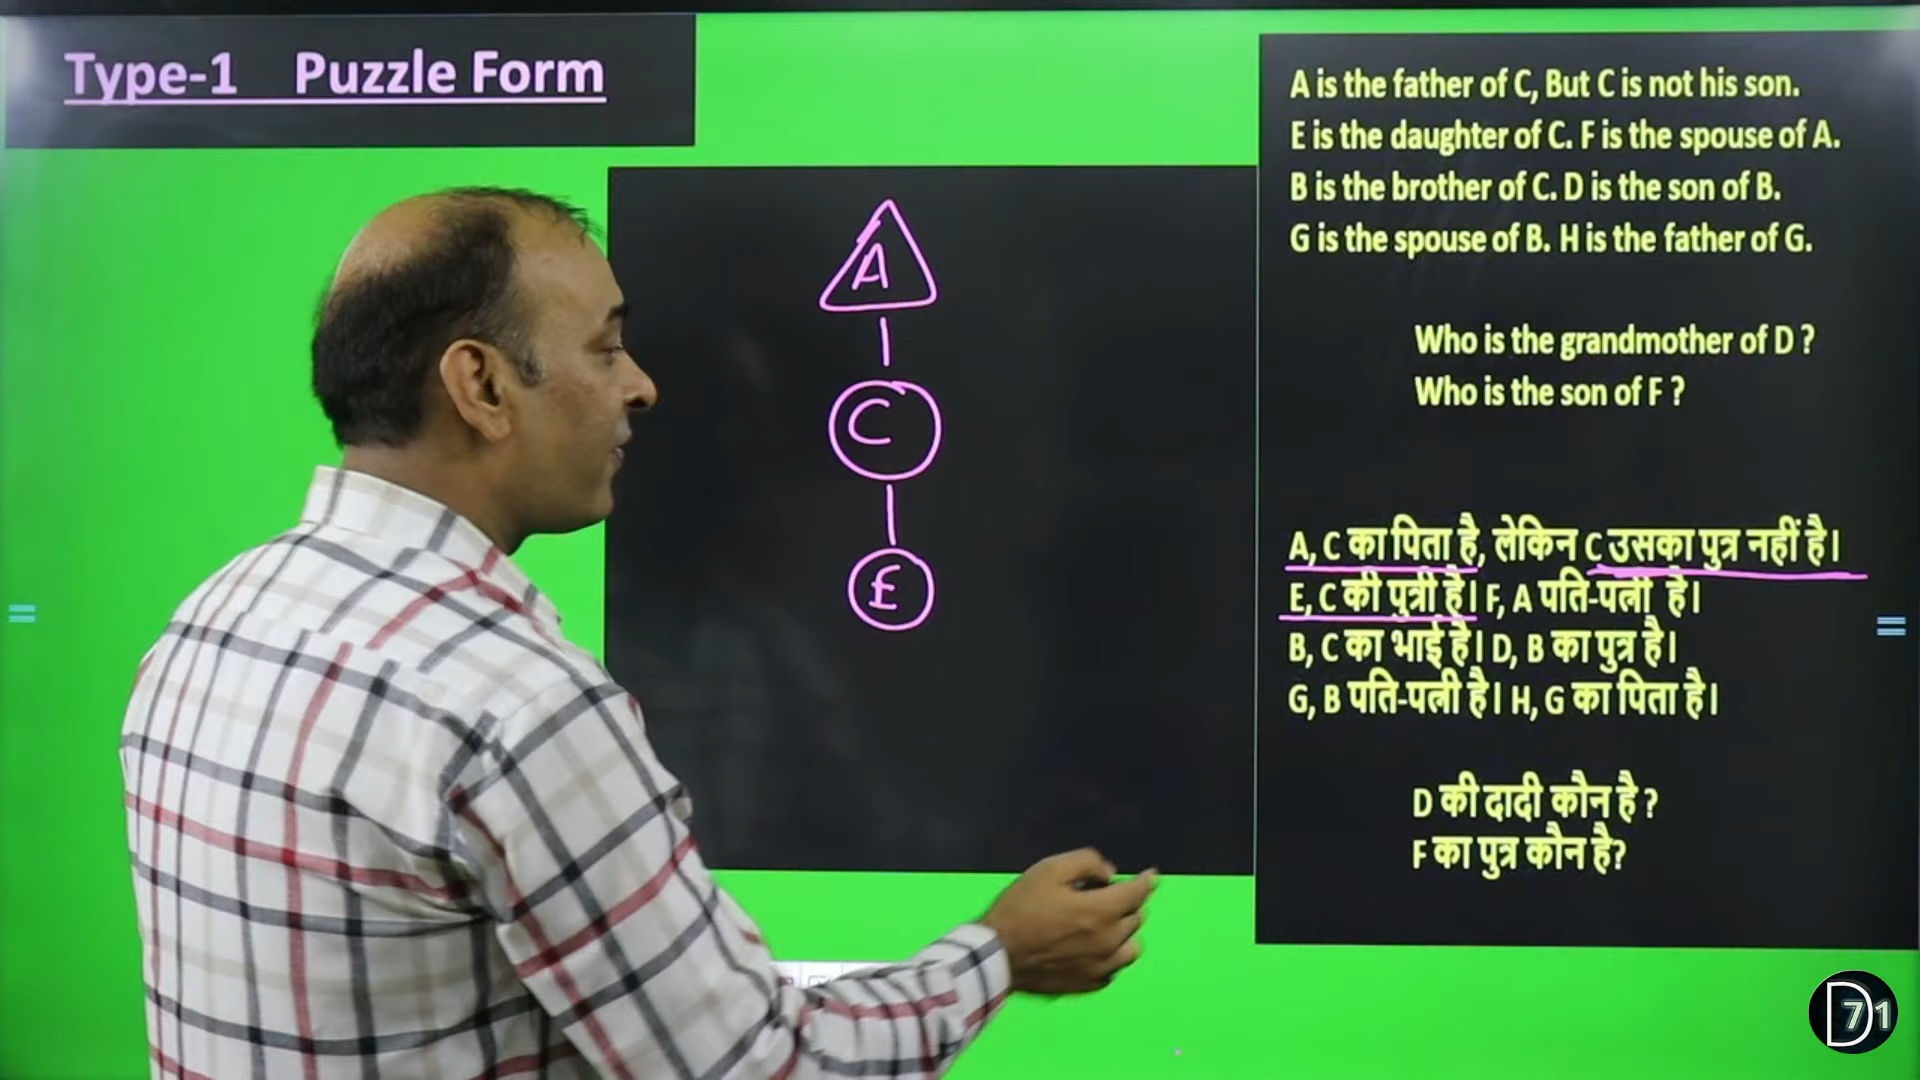 Type-1 Puzzle Form
A
C
E
A is the father of C, But C is not his son.
E is the daughter of C. F is the spouse of A.
B is the brother of C. D is the son of B.
G is the spouse of B. H is the father of G.
Who is the grandmother of D ?
Who is the son of F ?
A, C का पिता है, लेकिन C उसका पुत्र नहीं है।
E, C की पुत्री है। F, A पति-पत्नी है।
B, C का भाई है। D, B का पुत्र है।
G, B पति-पत्नी है। H, G का पिता है।
D की दादी कौन है ?
F का पुत्र कौन है?
D71